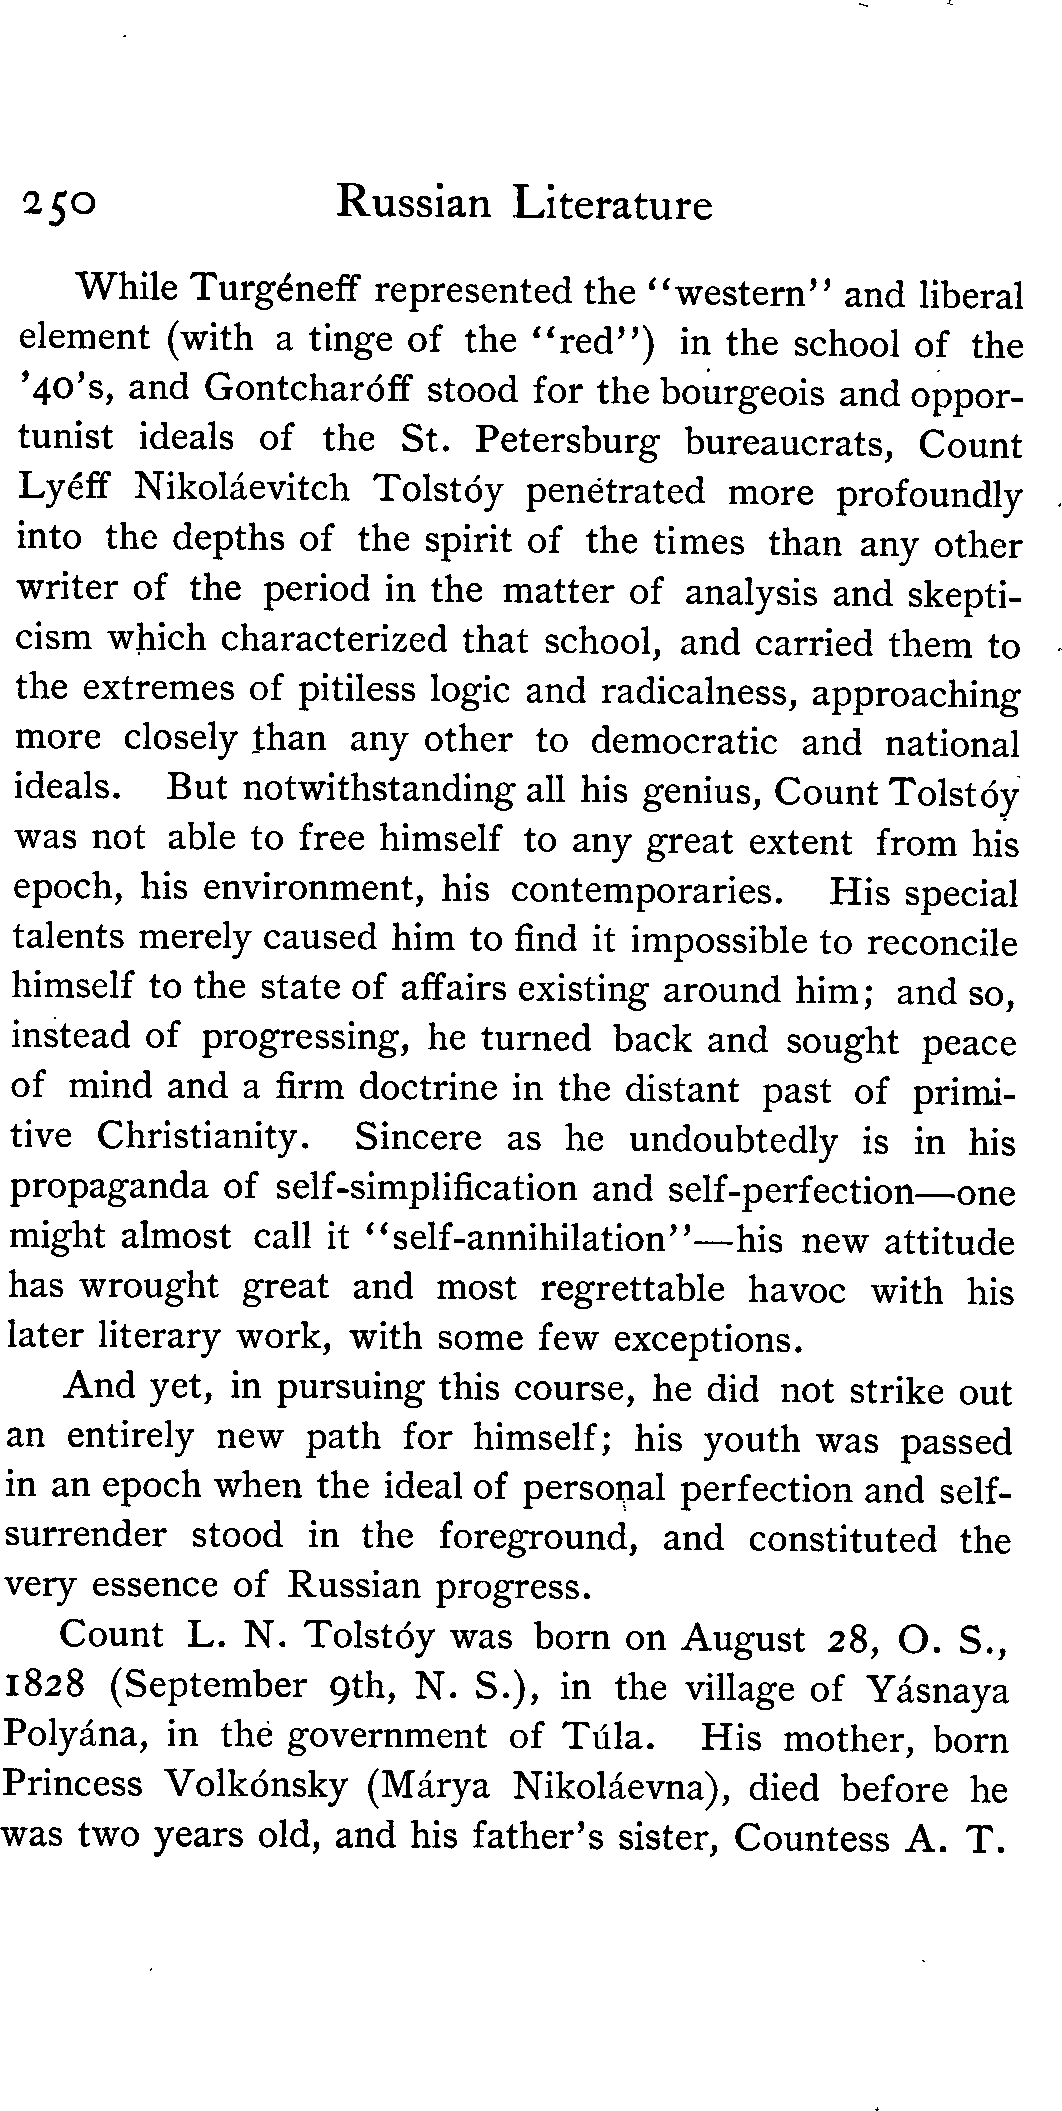 250 Russian Literature
While Turgéneff represented the “western” and liberal
element (with a tinge of the “red”) in the school of the
’40’s, and Gontcharóff stood for the bourgeois and oppor-
tunist ideals of the St. Petersburg bureaucrats, Count
Lyéff Nikoláevitch Tolstóy penetrated more profoundly
into the depths of the spirit of the times than any other
writer of the period in the matter of analysis and skepti-
cism which characterized that school, and carried them to
the extremes of pitiless logic and radicalness, approaching
more closely than any other to democratic and national
ideals. But notwithstanding all his genius, Count Tolstóy
was not able to free himself to any great extent from his
epoch, his environment, his contemporaries. His special
talents merely caused him to find it impossible to reconcile
himself to the state of affairs existing around him; and so,
instead of progressing, he turned back and sought peace
of mind and a firm doctrine in the distant past of primi-
tive Christianity. Sincere as he undoubtedly is in his
propaganda of self-simplification and self-perfection—one
might almost call it “self-annihilation”—his new attitude
has wrought great and most regrettable havoc with his
later literary work, with some few exceptions.
And yet, in pursuing this course, he did not strike out
an entirely new path for himself; his youth was passed
in an epoch when the ideal of personal perfection and self-
surrender stood in the foreground, and constituted the
very essence of Russian progress.
Count L. N. Tolstóy was born on August 28, O. S.,
1828 (September 9th, N. S.), in the village of Yásnaya
Polyána, in the government of Túla. His mother, born
Princess Volkónsky (Márya Nikoláevna), died before he
was two years old, and his father’s sister, Countess A. T.